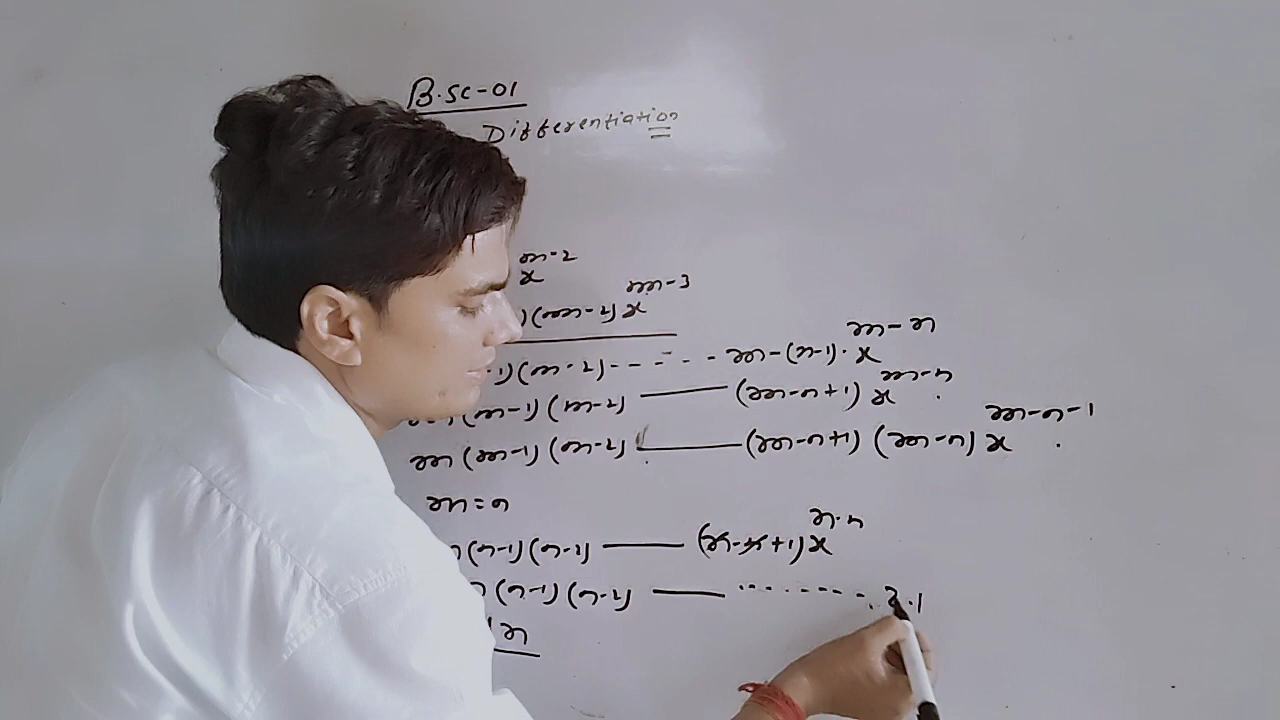 B.Sc-01
Differentiation
x^m-2
)(m-2) x^m-3
-1)(m-2) - - - - - - m-(n-1). x^m-n
(m-1) (m-2) —— (m-n+1) x^m-n .
m (m-1) (m-2) —— (m-n+1) (m-n) x^m-n-1 .
m = n
(n-1)(n-2) —— (n-n+1) x^n-n
(n-1)(n-2) —— ........ 2.1
n